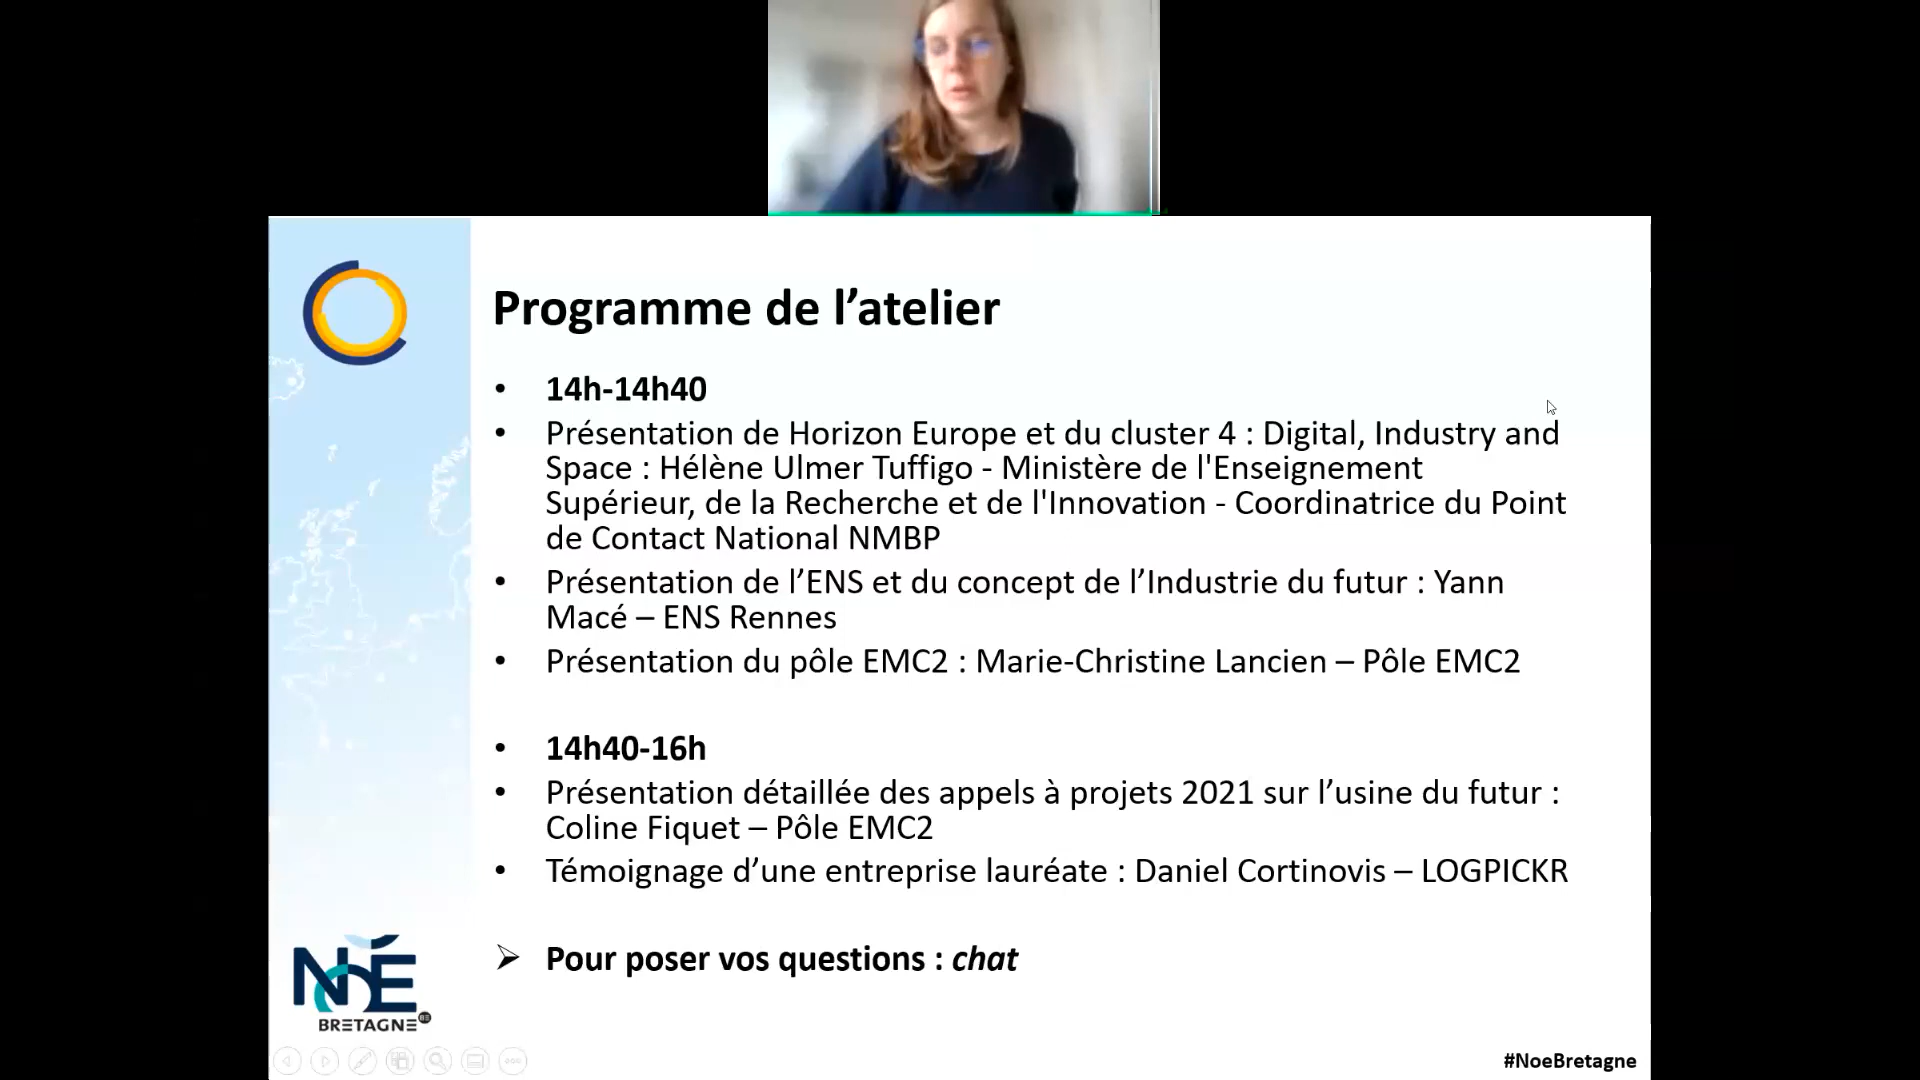 Programme de l’atelier
• 14h-14h40
• Présentation de Horizon Europe et du cluster 4 : Digital, Industry and
Space : Hélène Ulmer Tuffigo - Ministère de l'Enseignement
Supérieur, de la Recherche et de l'Innovation - Coordinatrice du Point
de Contact National NMBP
• Présentation de l’ENS et du concept de l’Industrie du futur : Yann
Macé – ENS Rennes
• Présentation du pôle EMC2 : Marie-Christine Lancien – Pôle EMC2
• 14h40-16h
• Présentation détaillée des appels à projets 2021 sur l’usine du futur :
Coline Fiquet – Pôle EMC2
• Témoignage d’une entreprise lauréate : Daniel Cortinovis – LOGPICKR
➢ Pour poser vos questions : chat
NOÉ
BRETAGNE
#NoeBretagne